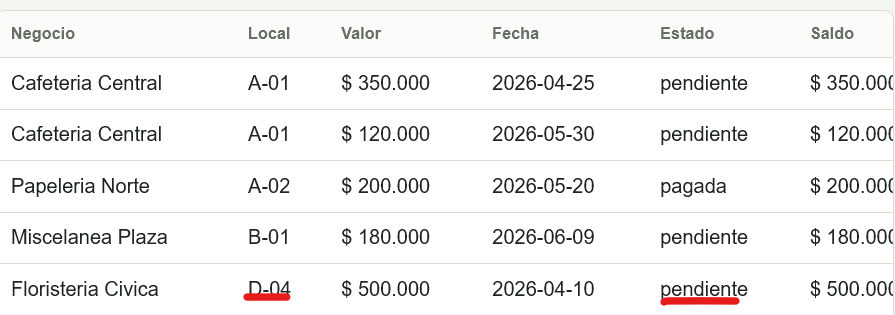 Negocio Local Valor Fecha Estado Saldo
Cafeteria Central A-01 $ 350.000 2026-04-25 pendiente $ 350.000
Cafeteria Central A-01 $ 120.000 2026-05-30 pendiente $ 120.000
Papeleria Norte A-02 $ 200.000 2026-05-20 pagada $ 200.000
Miscelanea Plaza B-01 $ 180.000 2026-06-09 pendiente $ 180.000
Floristeria Civica D-04 $ 500.000 2026-04-10 pendiente $ 500.000